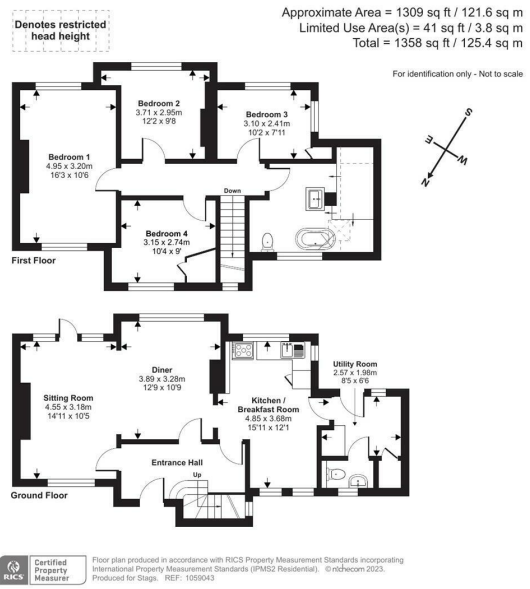 Approximate Area = 1309 sq ft / 121.6 sq m
Limited Use Area(s) = 41 sq ft / 3.8 sq m
Total = 1358 sq ft / 125.4 sq m
For identification only - Not to scale
Denotes restricted
head height
S
E
W
N
Bedroom 2
3.71 x 2.95m
12'2 x 9'8
Bedroom 3
3.10 x 2.41m
10'2 x 7'11
Bedroom 1
4.95 x 3.20m
16'3 x 10'6
Down
Bedroom 4
3.15 x 2.74m
10'4 x 9'
First Floor
Diner
3.89 x 3.28m
12'9 x 10'9
Utility Room
2.57 x 1.98m
8'5 x 6'6
Sitting Room
4.55 x 3.18m
14'11 x 10'5
Kitchen /
Breakfast Room
4.85 x 3.68m
15'11 x 12'1
Entrance Hall
Up
Ground Floor
RICS
Certified
Property
Measurer
Floor plan produced in accordance with RICS Property Measurement Standards incorporating
International Property Measurement Standards (IPMS2 Residential). © ntchecom 2023.
Produced for Stags. REF: 1059043